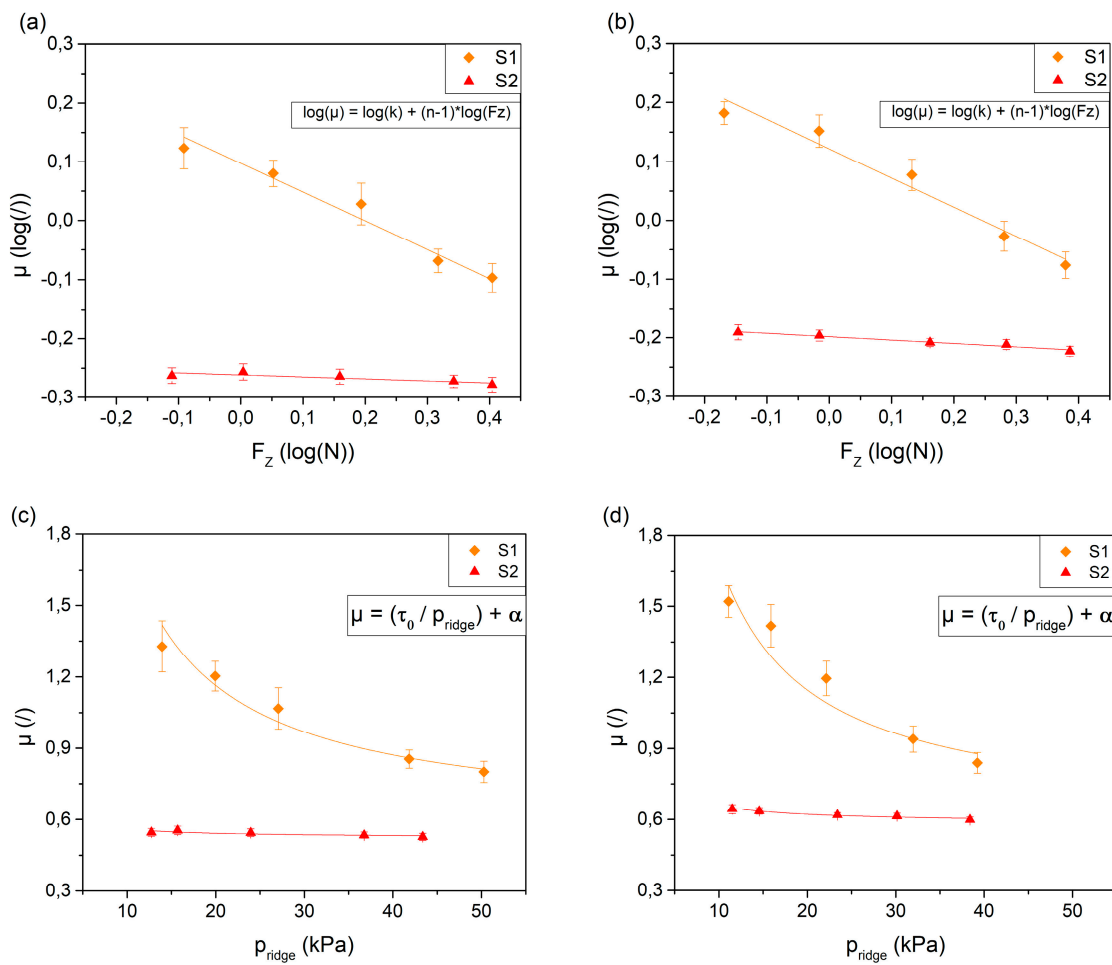 (a)
S1
S2
log(μ) = log(k) + (n-1)*log(Fz)
0,3
0,2
0,1
0,0
-0,1
-0,2
-0,3
μ (log(/))
-0,2 -0,1 0,0 0,1 0,2 0,3 0,4
F_Z (log(N))
(b)
S1
S2
log(μ) = log(k) + (n-1)*log(Fz)
0,3
0,2
0,1
0,0
-0,1
-0,2
-0,3
μ (log(/))
-0,2 -0,1 0,0 0,1 0,2 0,3 0,4
F_Z (log(N))
(c)
S1
S2
μ = (τ₀ / p_ridge) + α
1,8
1,5
1,2
0,9
0,6
0,3
μ (/)
10 20 30 40 50
p_ridge (kPa)
(d)
S1
S2
μ = (τ₀ / p_ridge) + α
1,8
1,5
1,2
0,9
0,6
0,3
μ (/)
10 20 30 40 50
p_ridge (kPa)